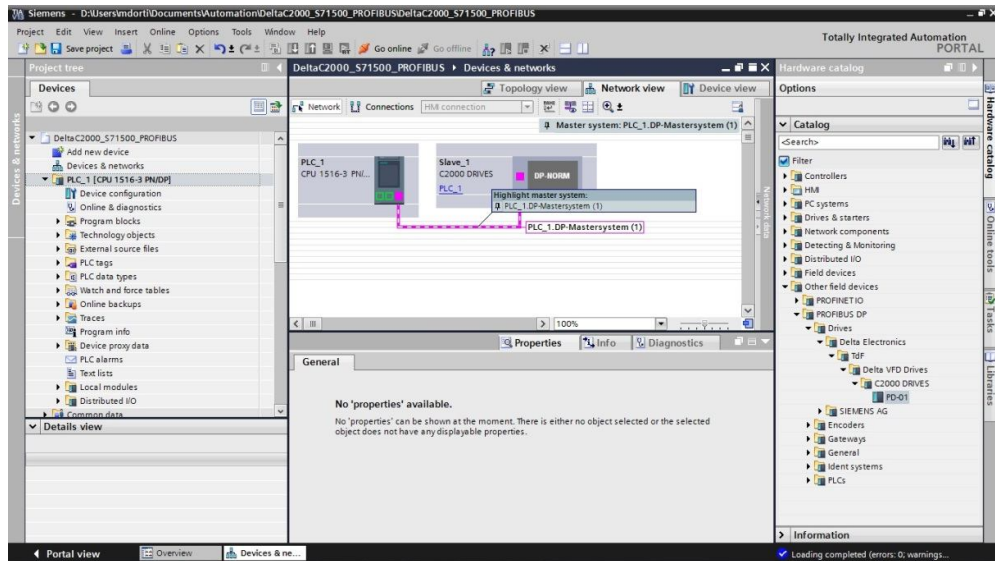 Siemens - D:\Users\mdorti\Documents\Automation\DeltaC2000_S71500_PROFIBUS\DeltaC2000_S71500_PROFIBUS
Project Edit View Insert Online Options Tools Window Help
Totally Integrated Automation
PORTAL
Save project
Go online
Go offline
Project tree
Devices
Devices & networks
DeltaC2000_S71500_PROFIBUS
Add new device
Devices & networks
PLC_1 [CPU 1516-3 PN/DP]
Device configuration
Online & diagnostics
Program blocks
Technology objects
External source files
PLC tags
PLC data types
Watch and force tables
Online backups
Traces
Program info
Device proxy data
PLC alarms
Text lists
Local modules
Distributed I/O
Common data
Details view
DeltaC2000_S71500_PROFIBUS ▸ Devices & networks
Topology view
Network view
Device view
Network
Connections
HMI connection
Master system: PLC_1.DP-Mastersystem (1)
PLC_1
CPU 1516-3 PN/...
Slave_1
C2000 DRIVES
PLC_1
DP-NORM
Highlight master system:
PLC_1.DP-Mastersystem (1)
PLC_1.DP-Mastersystem (1)
Network data
100%
Properties
Info
Diagnostics
General
No 'properties' available.
No 'properties' can be shown at the moment. There is either no object selected or the selected
object does not have any displayable properties.
Hardware catalog
Options
Catalog
<Search>
Filter
Controllers
HMI
PC systems
Drives & starters
Network components
Detecting & Monitoring
Distributed I/O
Field devices
Other field devices
PROFINET IO
PROFIBUS DP
Drives
Delta Electronics
TdF
Delta VFD Drives
C2000 DRIVES
PD-01
SIEMENS AG
Encoders
Gateways
General
Ident systems
PLCs
Information
Hardware catalog
Online tools
Tasks
Libraries
Portal view
Overview
Devices & ne...
Loading completed (errors: 0; warnings...